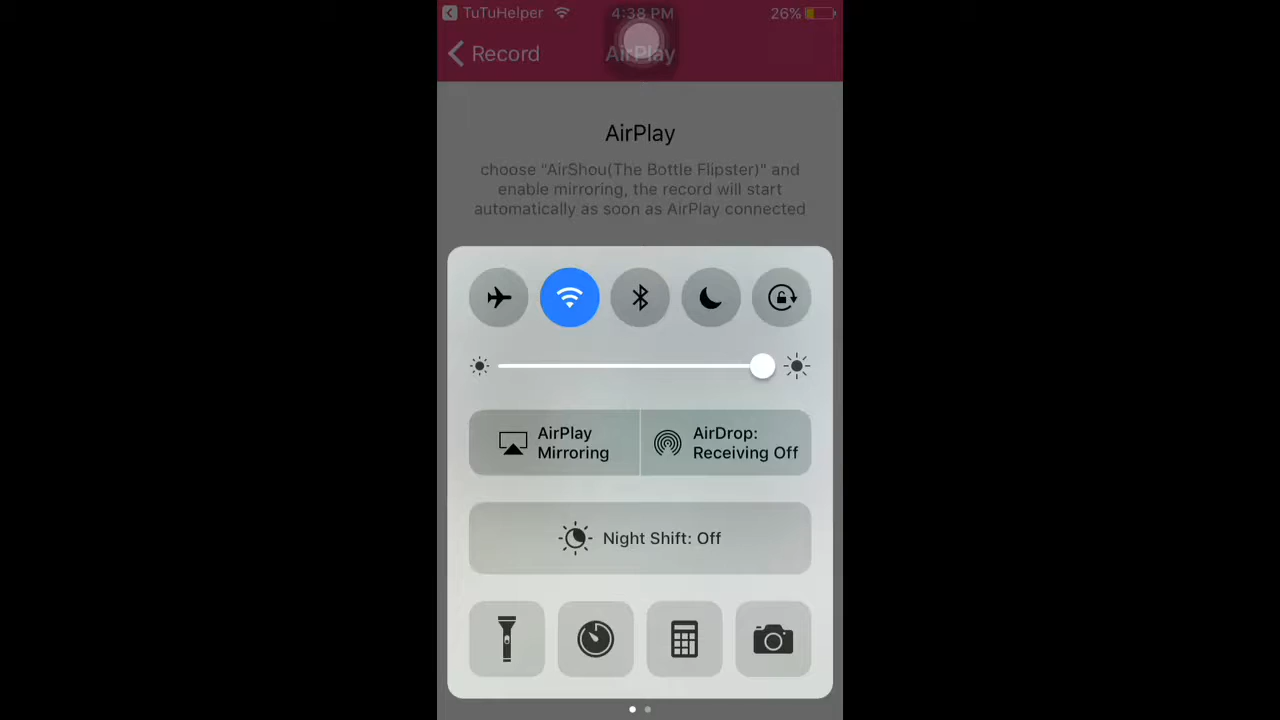 TuTuHelper 4:38 PM 26%
Record AirPlay
AirPlay
choose "AirShou(The Bottle Flipster)" and
enable mirroring, the record will start
automatically as soon as AirPlay connected
AirPlay
Mirroring
AirDrop:
Receiving Off
Night Shift: Off